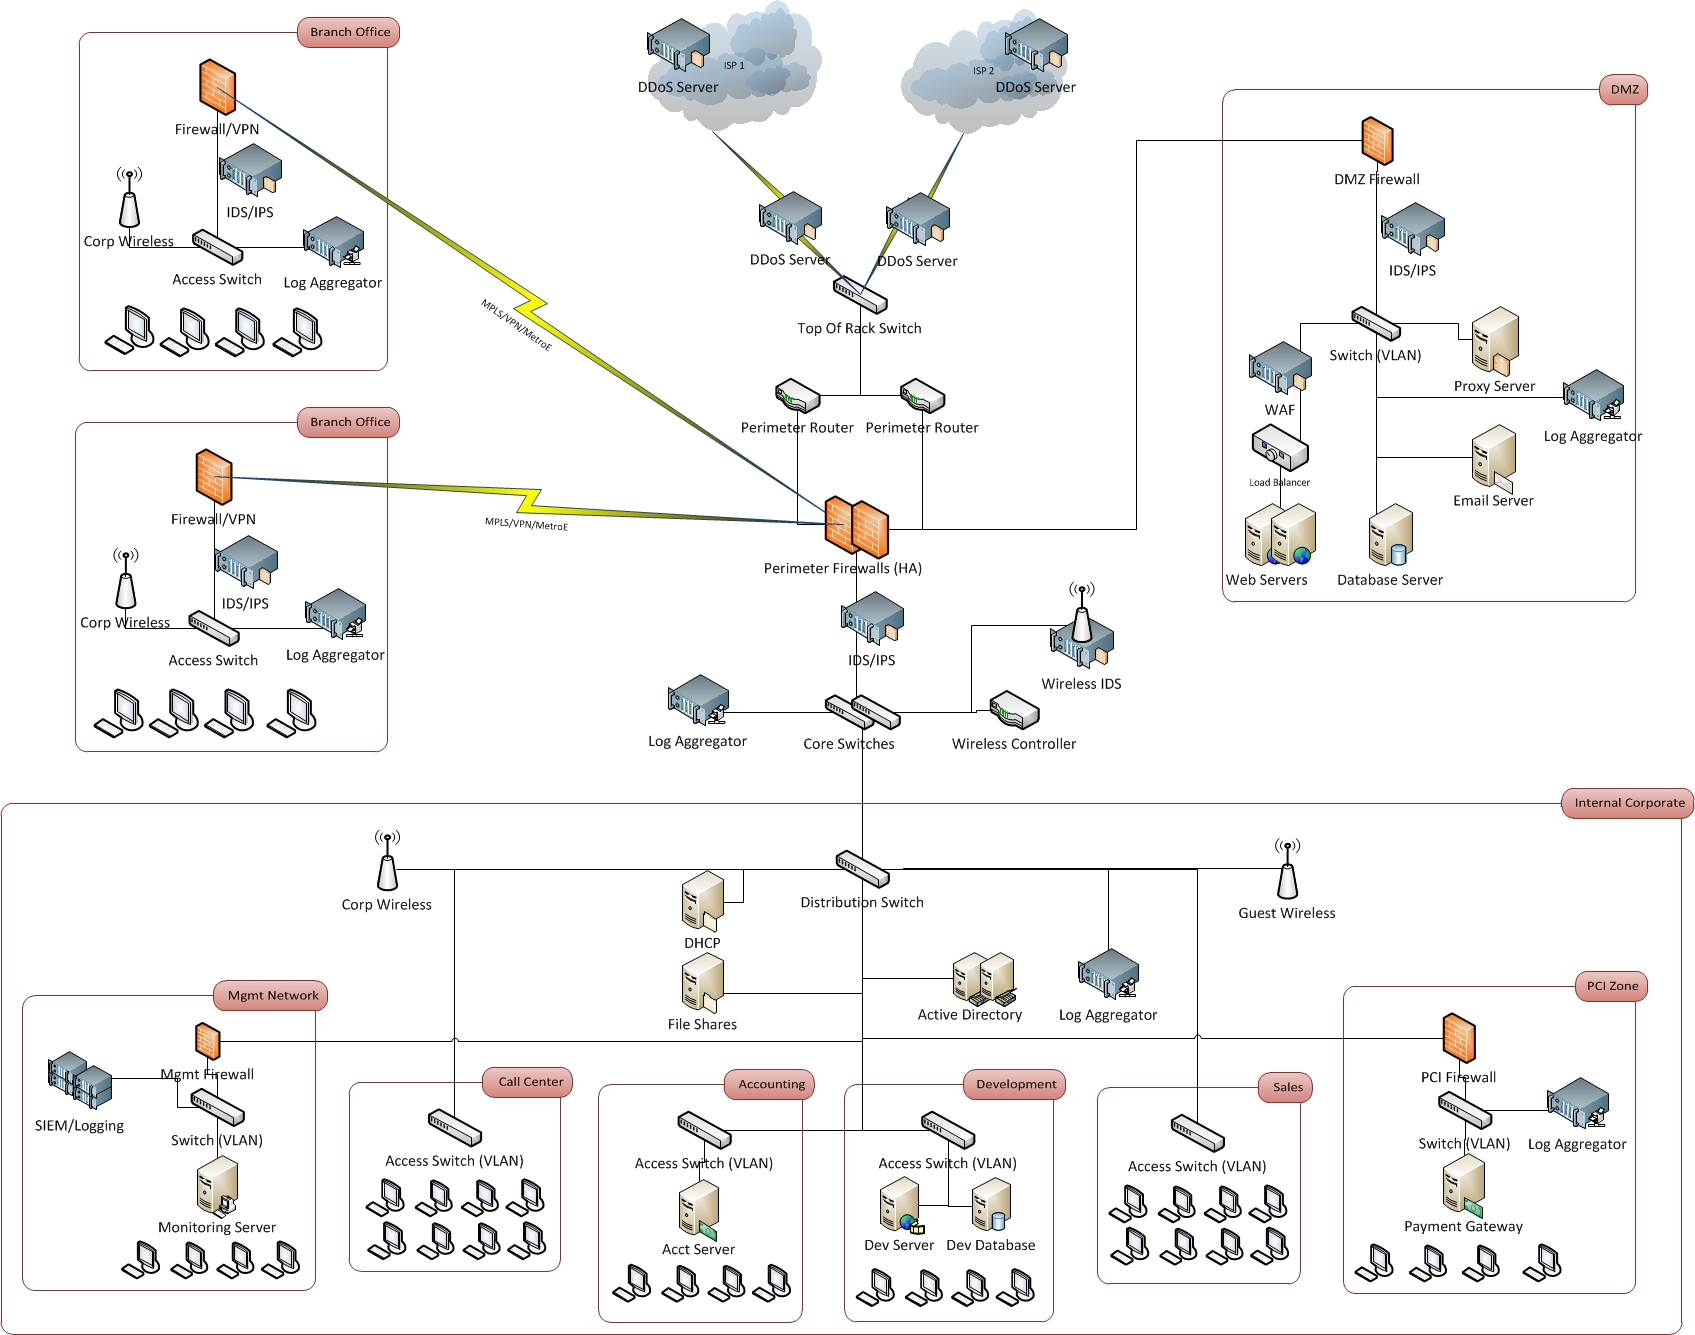 Branch Office
Firewall/VPN
IDS/IPS
Corp Wireless
Access Switch
Log Aggregator
MPLS/VPN/MetroE
Branch Office
Firewall/VPN
IDS/IPS
Corp Wireless
Access Switch
Log Aggregator
MPLS/VPN/MetroE
ISP 1
DDoS Server
ISP 2
DDoS Server
DDoS Server
DDoS Server
Top Of Rack Switch
Perimeter Router
Perimeter Router
Perimeter Firewalls (HA)
IDS/IPS
Wireless IDS
Log Aggregator
Core Switches
Wireless Controller
DMZ
DMZ Firewall
IDS/IPS
Switch (VLAN)
Proxy Server
WAF
Log Aggregator
Load Balancer
Email Server
Web Servers
Database Server
Internal Corporate
Corp Wireless
Distribution Switch
Guest Wireless
DHCP
File Shares
Active Directory
Log Aggregator
Mgmt Network
Mgmt Firewall
SIEM/Logging
Switch (VLAN)
Monitoring Server
Call Center
Access Switch (VLAN)
Accounting
Access Switch (VLAN)
Acct Server
Development
Access Switch (VLAN)
Dev Server
Dev Database
Sales
Access Switch (VLAN)
PCI Zone
PCI Firewall
Switch (VLAN)
Log Aggregator
Payment Gateway